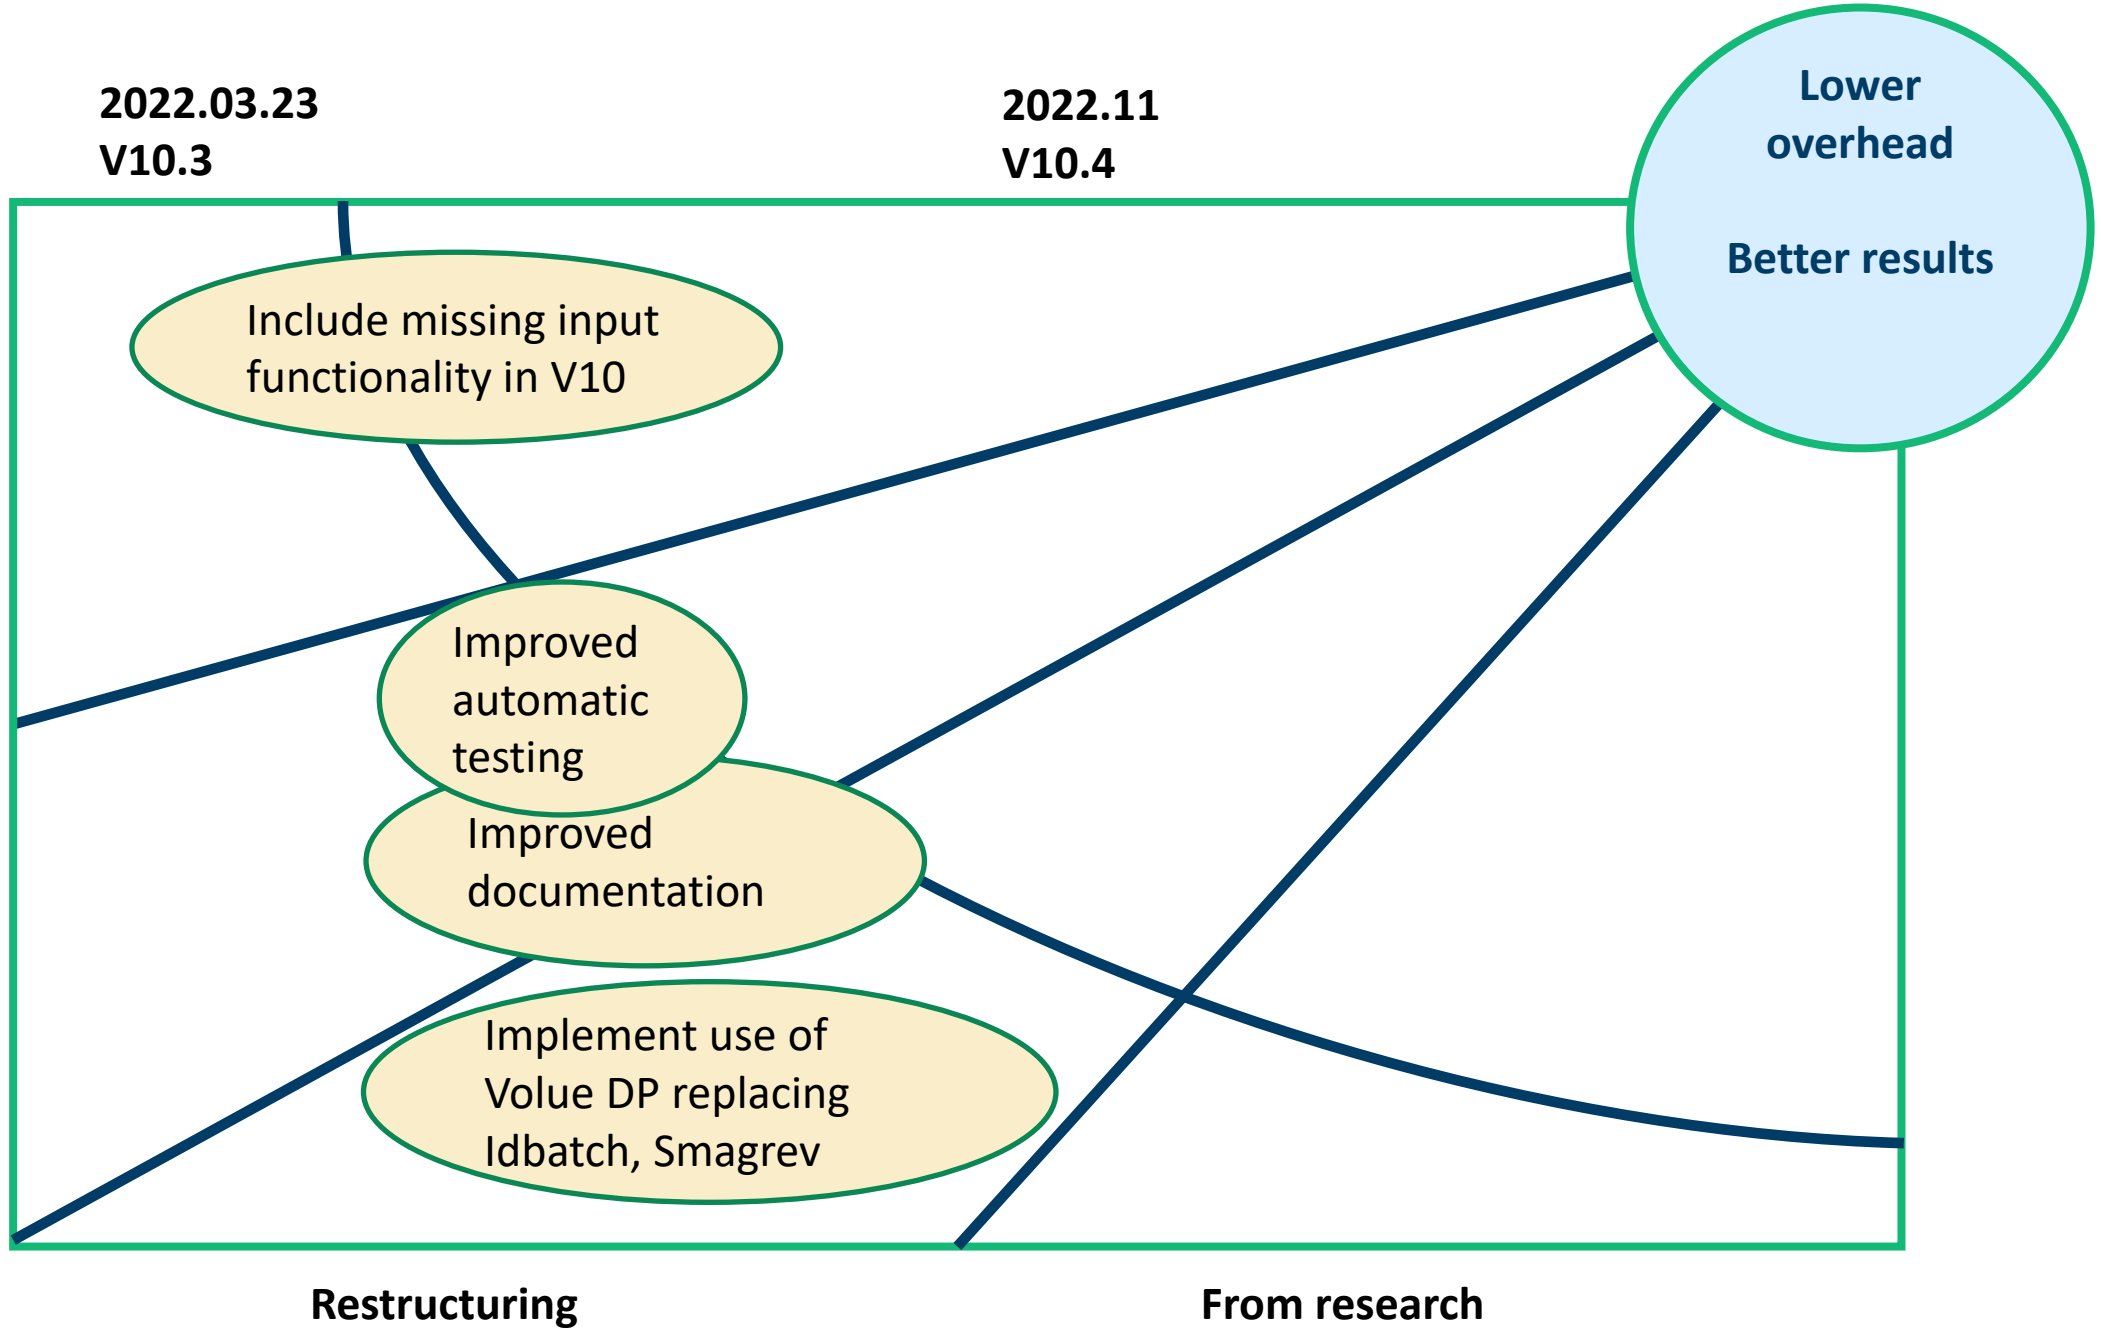 2022.03.23
V10.3
2022.11
V10.4
Lower
overhead
Better results
Include missing input
functionality in V10
Improved
automatic
testing
Improved
documentation
Implement use of
Volue DP replacing
Idbatch, Smagrev
Restructuring
From research